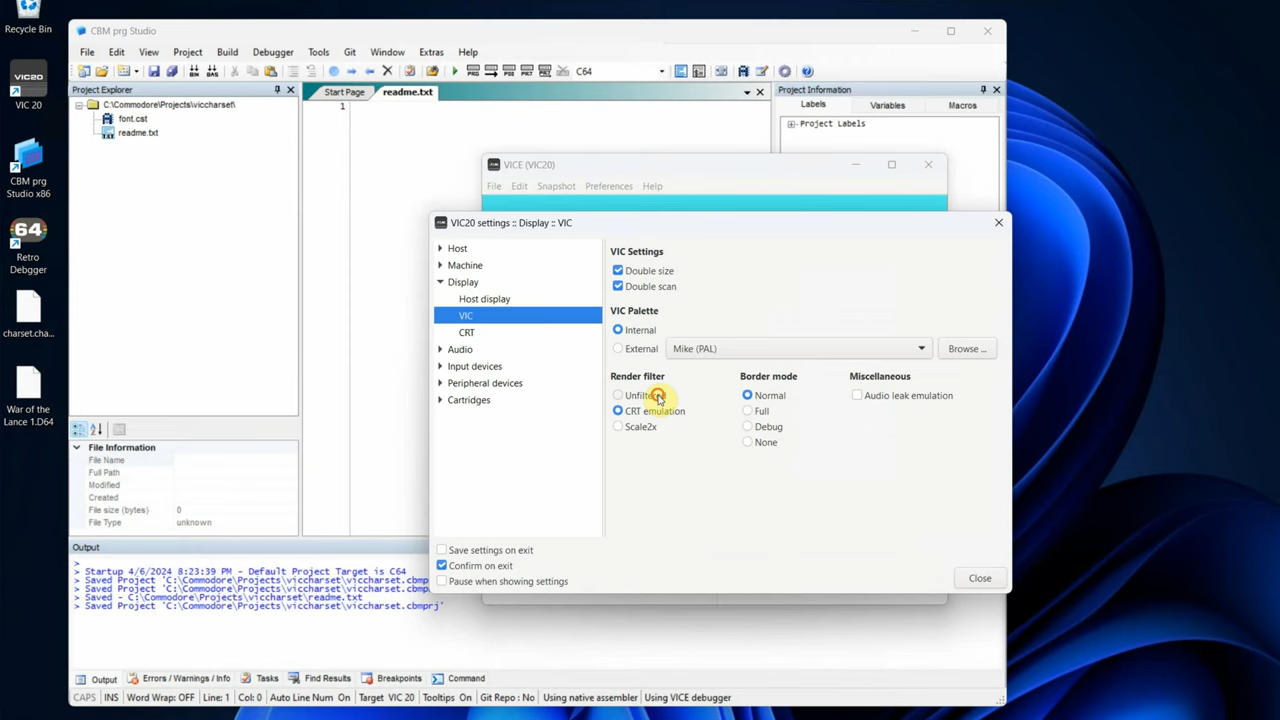 Recycle Bin
VIC20
VIC 20
CBM prg
Studio x86
64
Retro
Debgger
charset.cha...
War of the
Lance 1.D64
CBM prg Studio
File Edit View Project Build Debugger Tools Git Window Extras Help
C64
Project Explorer
C:\Commodore\Projects\viccharset\
font.cst
readme.txt
Start Page readme.txt
1
Project Information
Labels Variables Macros
Project Labels
File Information
File Name
Full Path
Modified
Created
File size (bytes) 0
File Type unknown
VICE (VIC20)
File Edit Snapshot Preferences Help
VIC20 settings :: Display :: VIC
Host
Machine
Display
Host display
VIC
CRT
Audio
Input devices
Peripheral devices
Cartridges
VIC Settings
Double size
Double scan
VIC Palette
Internal
External Mike (PAL) Browse ...
Render filter Border mode Miscellaneous
Unfiltered Normal Audio leak emulation
CRT emulation Full
Scale2x Debug
None
Save settings on exit
Confirm on exit
Pause when showing settings
Close
Output
>
> Startup 4/6/2024 8:23:39 PM - Default Project Target is C64
> Saved Project 'C:\Commodore\Projects\viccharset\viccharset.cbmp
> Saved Project 'C:\Commodore\Projects\viccharset\viccharset.cbmp
> Saved - C:\Commodore\Projects\viccharset\readme.txt
> Saved Project 'C:\Commodore\Projects\viccharset\viccharset.cbmprj'
Output Errors / Warnings / Info Tasks Find Results Breakpoints Command
CAPS INS Word Wrap: OFF Line: 1 Col: 0 Auto Line Num On Target VIC 20 Tooltips On Git Repo : No Using native assembler Using VICE debugger